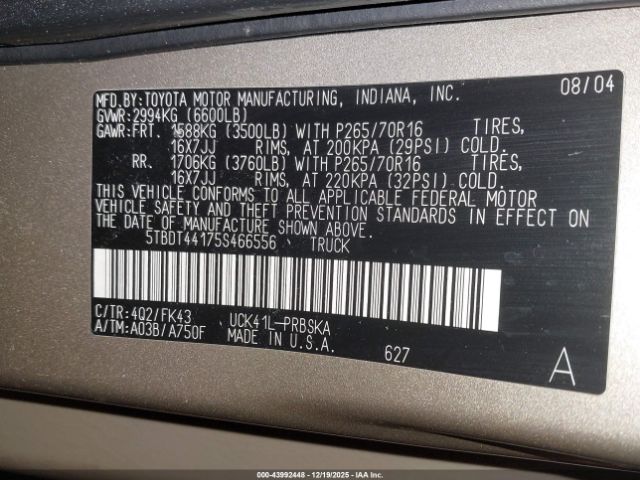 MFD.BY:TOYOTA MOTOR MANUFACTURING, INDIANA, INC. 08/04
GVWR:2994KG (6600LB)
GAWR:FRT. 1588KG (3500LB) WITH P265/70R16 TIRES,
16X7JJ RIMS, AT 200KPA (29PSI) COLD.
RR. 1706KG (3760LB) WITH P265/70R16 TIRES,
16X7JJ RIMS, AT 220KPA (32PSI) COLD.
THIS VEHICLE CONFORMS TO ALL APPLICABLE FEDERAL MOTOR
VEHICLE SAFETY AND THEFT PREVENTION STANDARDS IN EFFECT ON
THE DATE OF MANUFACTURE SHOWN ABOVE.
5TBDT44175S466556 TRUCK
C/TR:4Q2/FK43 UCK41L-PRBSKA
A/TM:A03B/A750F MADE IN U.S.A.
627
A
000-43992448 - 12/19/2025 - IAA Inc.